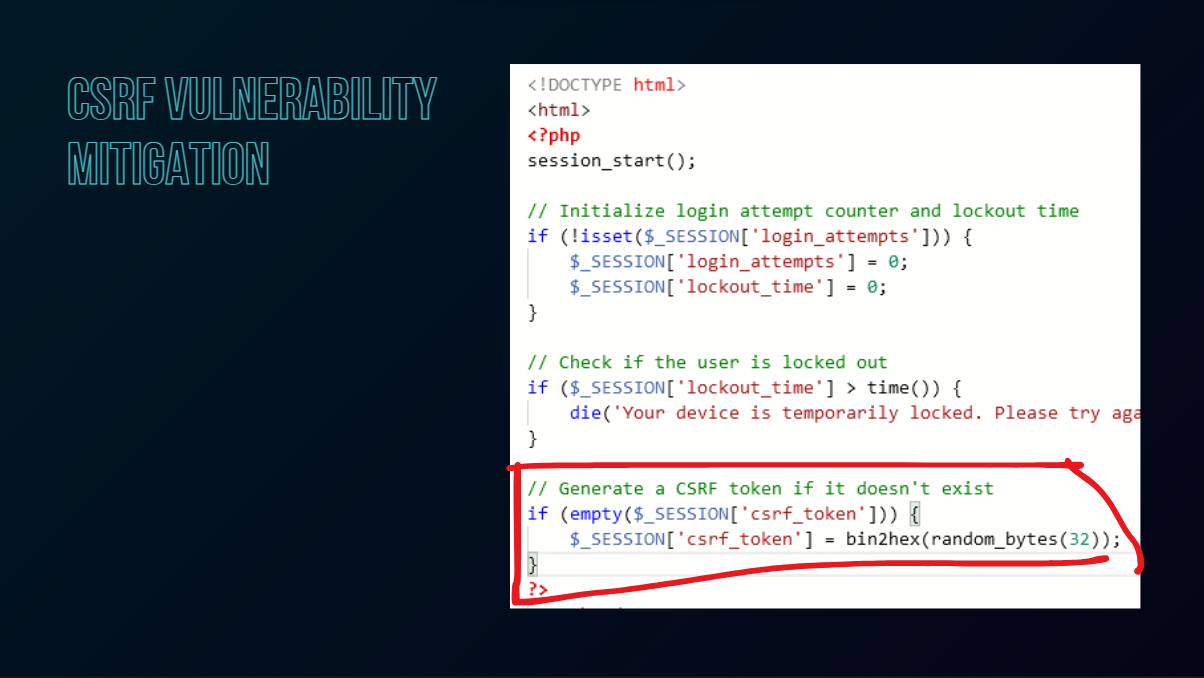 CSRF VULNERABILITY
MITIGATION
<!DOCTYPE html>
<html>
<?php
session_start();
// Initialize login attempt counter and lockout time
if (!isset($_SESSION['login_attempts'])) {
    $_SESSION['login_attempts'] = 0;
    $_SESSION['lockout_time'] = 0;
}
// Check if the user is locked out
if ($_SESSION['lockout_time'] > time()) {
    die('Your device is temporarily locked. Please try aga
}
// Generate a CSRF token if it doesn't exist
if (empty($_SESSION['csrf_token'])) {
    $_SESSION['csrf_token'] = bin2hex(random_bytes(32));
}
?>